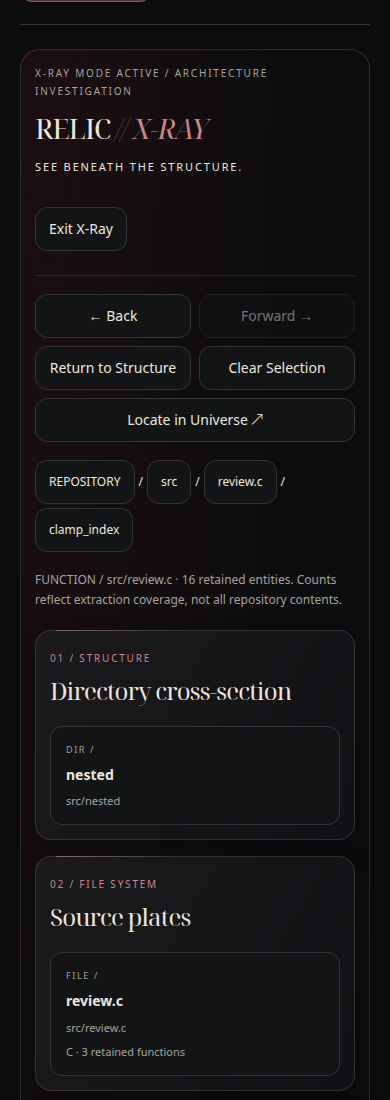 X-RAY MODE ACTIVE / ARCHITECTURE
INVESTIGATION
RELIC // X-RAY
SEE BENEATH THE STRUCTURE.
Exit X-Ray
← Back
Forward →
Return to Structure
Clear Selection
Locate in Universe ↗
REPOSITORY / src / review.c /
clamp_index
FUNCTION / src/review.c · 16 retained entities. Counts
reflect extraction coverage, not all repository contents.
01 / STRUCTURE
Directory cross-section
DIR /
nested
src/nested
02 / FILE SYSTEM
Source plates
FILE /
review.c
src/review.c
C · 3 retained functions